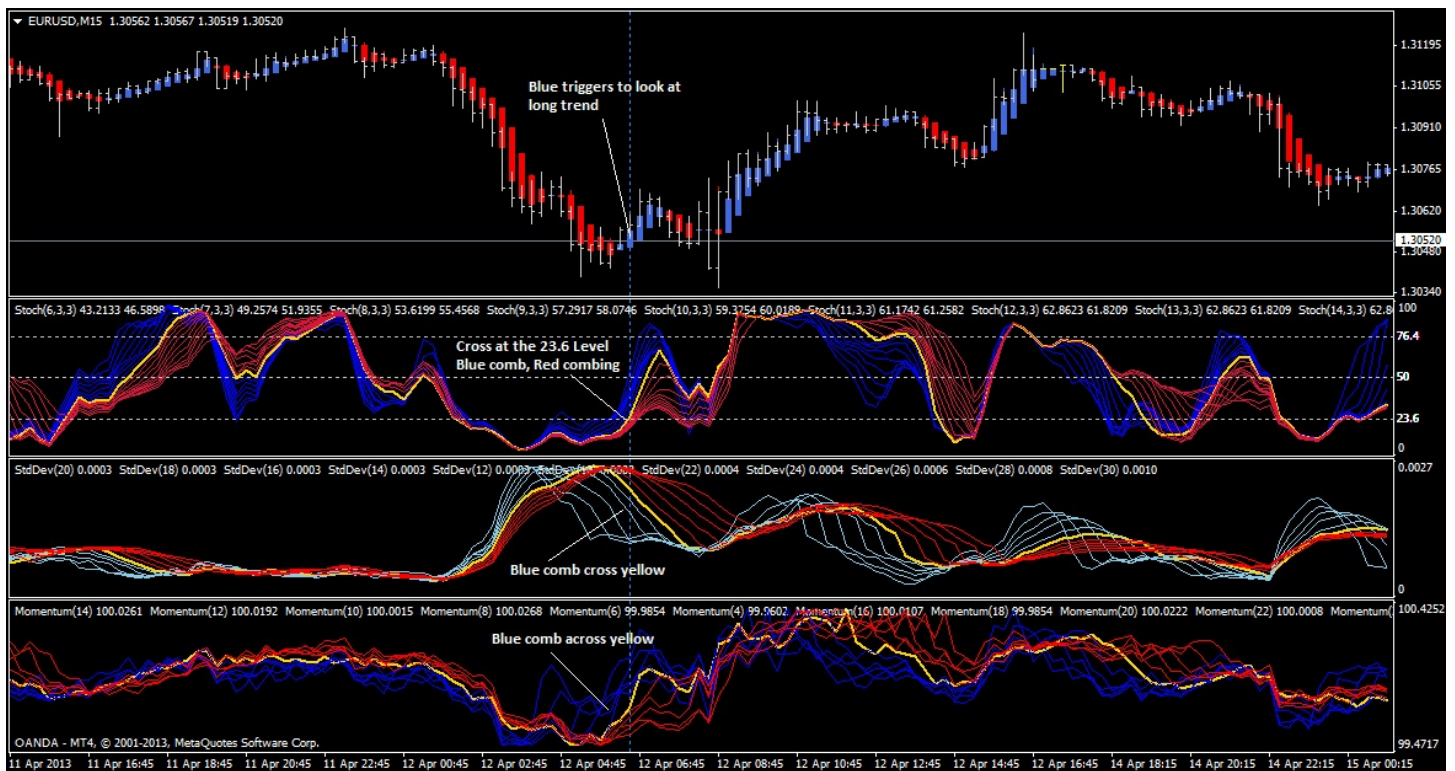 EURUSD,M15 1.30562 1.30567 1.30519 1.30520
1.31195
Blue triggers to look at
long trend
1.31055
1.30910
1.30765
1.30620
1.30520
1.30480
1.30340
Stoch(6,3,3) 43.2133 46.5898 Stoch(7,3,3) 49.2574 51.9355 Stoch(8,3,3) 53.6199 55.4568 Stoch(9,3,3) 57.2917 58.0746 Stoch(10,3,3) 59.3254 60.0189 Stoch(11,3,3) 61.1742 61.2582 Stoch(12,3,3) 62.8623 61.8209 Stoch(13,3,3) 62.8623 61.8209 Stoch(14,3,3) 62.8
100
76.4
Cross at the 23.6 Level
Blue comb, Red combing
50
23.6
0
StdDev(20) 0.0003 StdDev(18) 0.0003 StdDev(16) 0.0003 StdDev(14) 0.0003 StdDev(12) 0.0003 StdDev(22) 0.0004 StdDev(24) 0.0004 StdDev(26) 0.0006 StdDev(28) 0.0008 StdDev(30) 0.0010
0.0027
Blue comb cross yellow
0
Momentum(14) 100.0261 Momentum(12) 100.0192 Momentum(10) 100.0015 Momentum(8) 100.0268 Momentum(6) 99.9854 Momentum(4) 99.9602 Momentum(16) 100.0107 Momentum(18) 99.9854 Momentum(20) 100.0222 Momentum(22) 100.0008 Momentum(
100.4252
Blue comb across yellow
OANDA - MT4, © 2001-2013, MetaQuotes Software Corp.
99.4717
11 Apr 2013 11 Apr 16:45 11 Apr 18:45 11 Apr 20:45 11 Apr 22:45 12 Apr 00:45 12 Apr 02:45 12 Apr 04:45 12 Apr 06:45 12 Apr 08:45 12 Apr 10:45 12 Apr 12:45 12 Apr 14:45 12 Apr 16:45 14 Apr 18:15 14 Apr 20:15 14 Apr 22:15 15 Apr 00:15